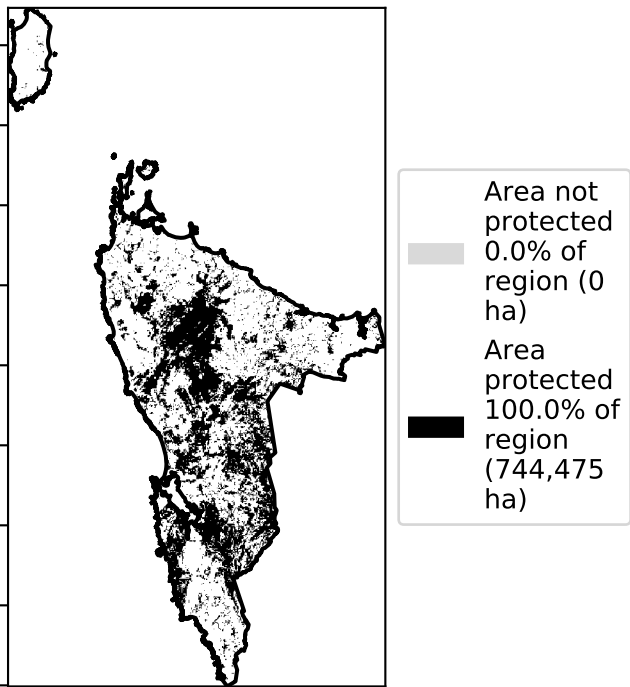 Area not
protected
0.0% of
region (0
ha)
Area
protected
100.0% of
region
(744,475
ha)